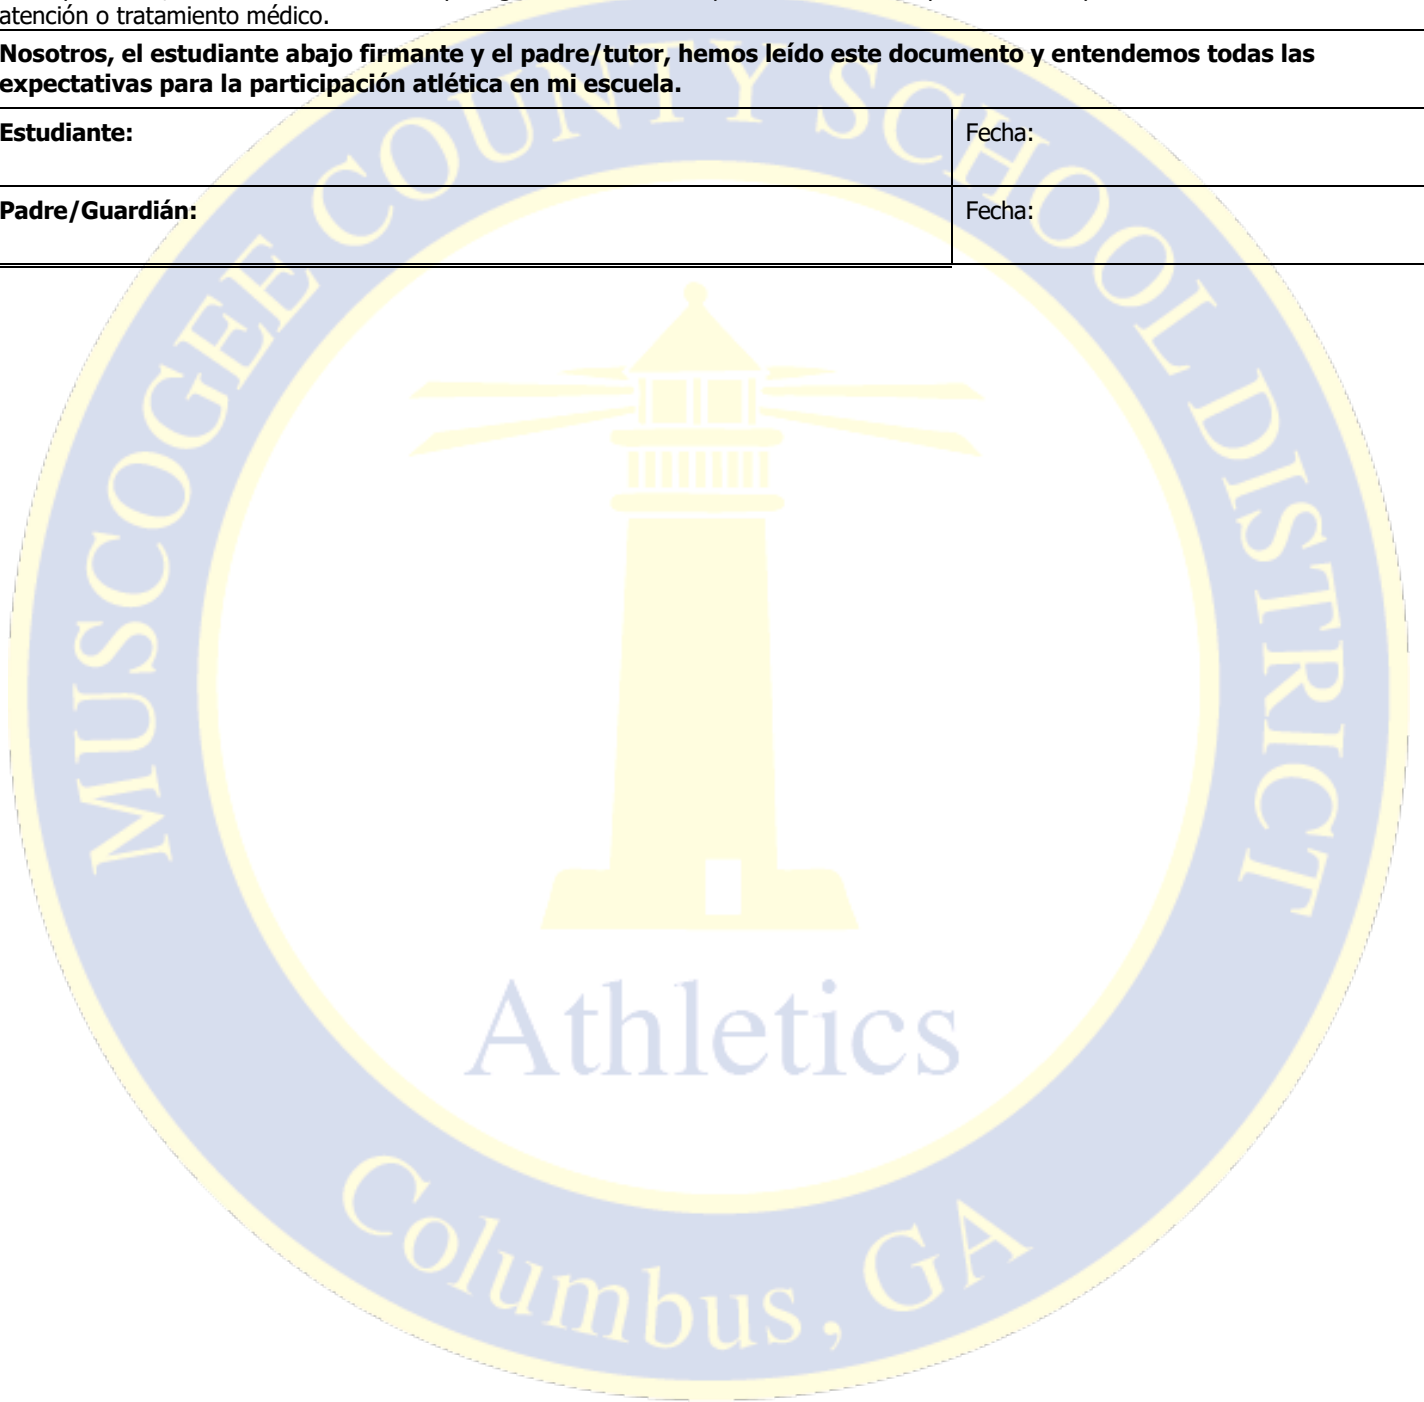 atención o tratamiento médico.
Nosotros, el estudiante abajo firmante y el padre/tutor, hemos leído este documento y entendemos todas las
expectativas para la participación atlética en mi escuela.
Estudiante:
Fecha:
Padre/Guardián:
Fecha:
MUSCOGEE COUNTY SCHOOL DISTRICT
Athletics
Columbus, GA